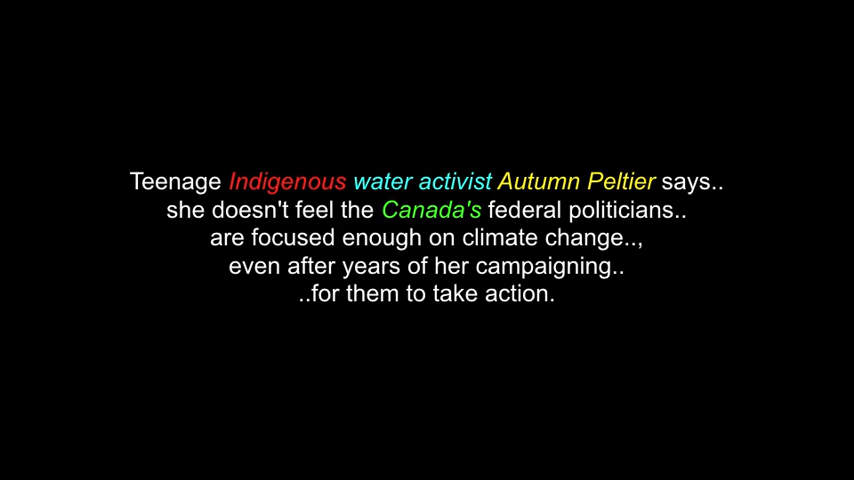 Teenage Indigenous water activist Autumn Peltier says..
she doesn't feel the Canada's federal politicians..
are focused enough on climate change..,
even after years of her campaigning..
..for them to take action.